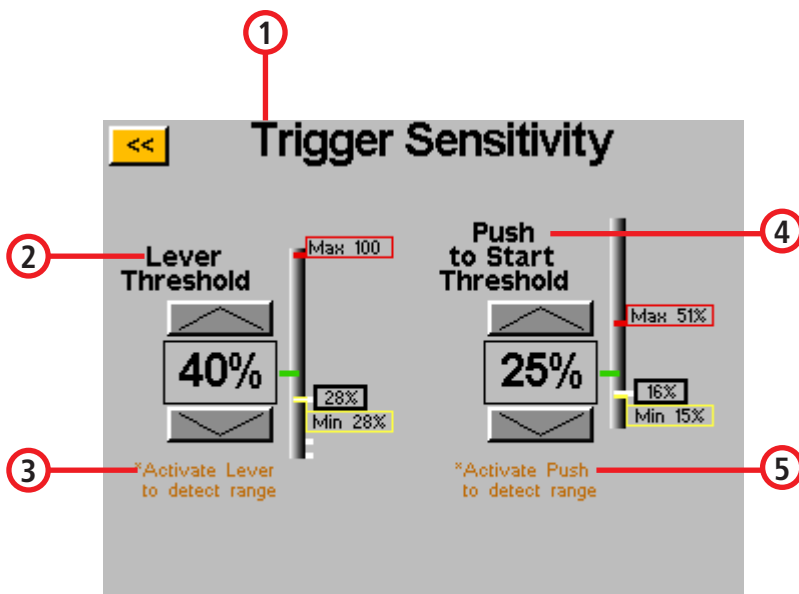 1
<< Trigger Sensitivity
2
Lever
Threshold
Max 100
40%
28%
Min 28%
3
*Activate Lever
to detect range
4
Push
to Start
Threshold
Max 51%
25%
16%
Min 15%
5
*Activate Push
to detect range